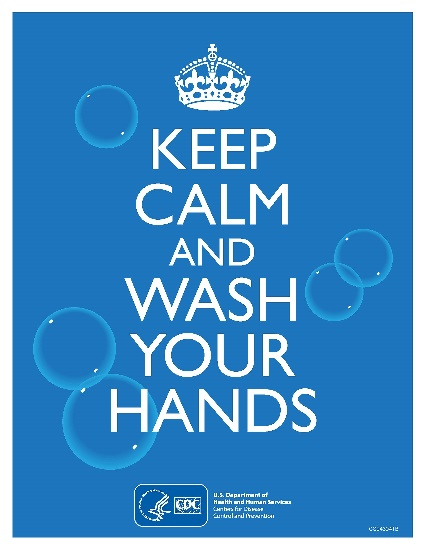 KEEP
CALM
AND
WASH
YOUR
HANDS
CDC
U.S. Department of
Health and Human Services
Centers for Disease
Control and Prevention